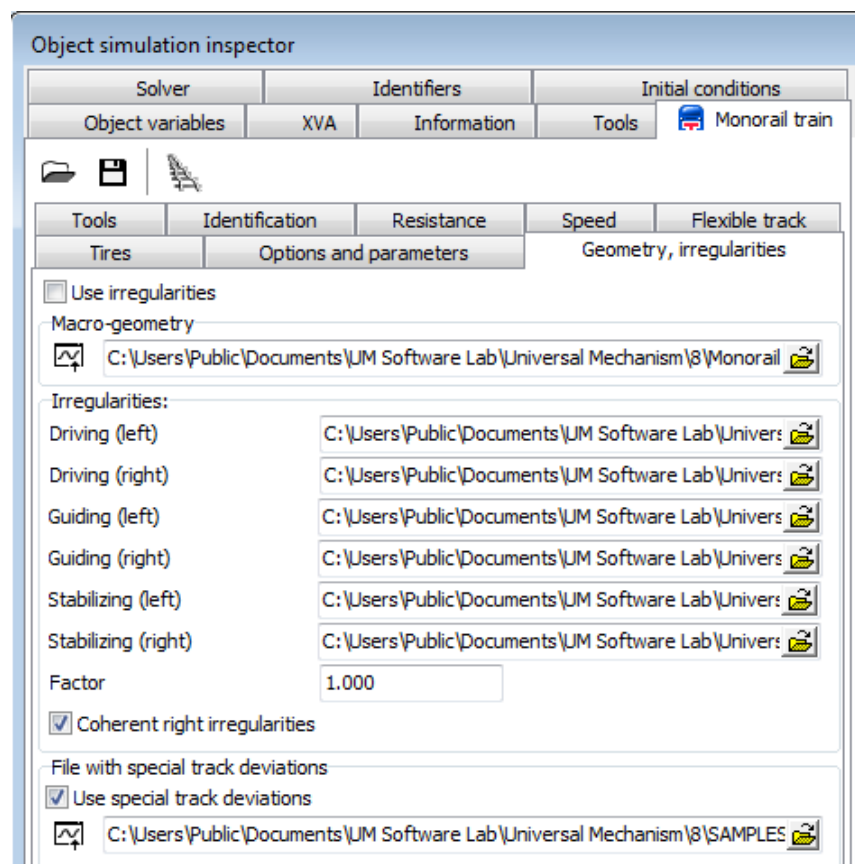 Object simulation inspector
Solver Identifiers Initial conditions
Object variables XVA Information Tools Monorail train
Tools Identification Resistance Speed Flexible track
Tires Options and parameters Geometry, irregularities
Use irregularities
Macro-geometry
C:\Users\Public\Documents\UM Software Lab\Universal Mechanism\8\Monorail
Irregularities:
Driving (left) C:\Users\Public\Documents\UM Software Lab\Univers
Driving (right) C:\Users\Public\Documents\UM Software Lab\Univers
Guiding (left) C:\Users\Public\Documents\UM Software Lab\Univers
Guiding (right) C:\Users\Public\Documents\UM Software Lab\Univers
Stabilizing (left) C:\Users\Public\Documents\UM Software Lab\Univers
Stabilizing (right) C:\Users\Public\Documents\UM Software Lab\Univers
Factor 1.000
Coherent right irregularities
File with special track deviations
Use special track deviations
C:\Users\Public\Documents\UM Software Lab\Universal Mechanism\8\SAMPLES